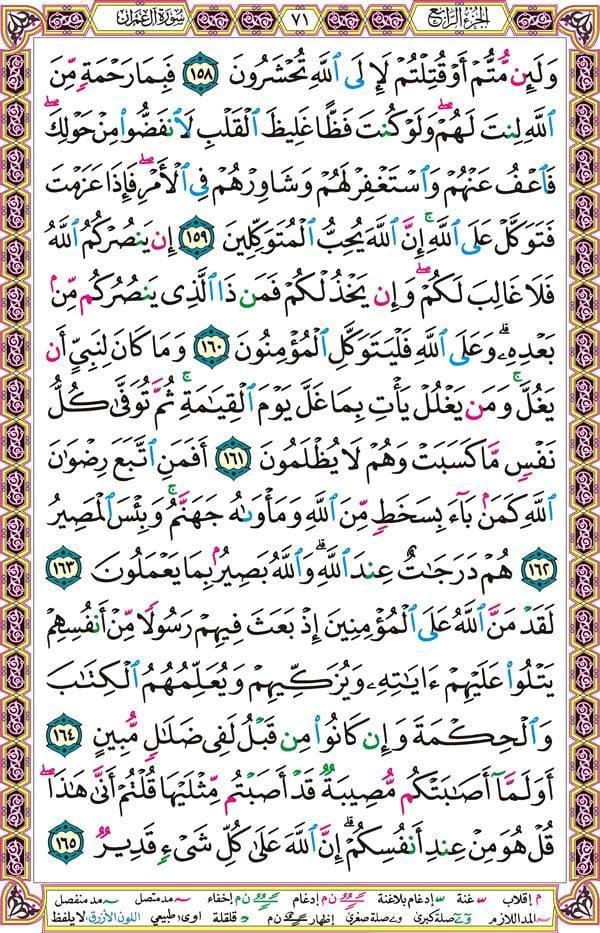 الجزء الرابع ٧١ سورة آل عمران
وَلَئِن مُّتُّمْ أَوْ قُتِلْتُمْ لَإِلَى ٱللَّهِ تُحْشَرُونَ ١٥٨ فَبِمَا رَحْمَةٍ مِّنَ
ٱللَّهِ لِنتَ لَهُمْ ۖ وَلَوْ كُنتَ فَظًّا غَلِيظَ ٱلْقَلْبِ لَٱنفَضُّوا۟ مِنْ حَوْلِكَ ۖ
فَٱعْفُ عَنْهُمْ وَٱسْتَغْفِرْ لَهُمْ وَشَاوِرْهُمْ فِى ٱلْأَمْرِ ۖ فَإِذَا عَزَمْتَ
فَتَوَكَّلْ عَلَى ٱللَّهِ ۚ إِنَّ ٱللَّهَ يُحِبُّ ٱلْمُتَوَكِّلِينَ ١٥٩ إِن يَنصُرْكُمُ ٱللَّهُ
فَلَا غَالِبَ لَكُمْ ۖ وَإِن يَخْذُلْكُمْ فَمَن ذَا ٱلَّذِى يَنصُرُكُم مِّنۢ
بَعْدِهِۦ ۗ وَعَلَى ٱللَّهِ فَلْيَتَوَكَّلِ ٱلْمُؤْمِنُونَ ١٦٠ وَمَا كَانَ لِنَبِىٍّ أَن
يَغُلَّ ۚ وَمَن يَغْلُلْ يَأْتِ بِمَا غَلَّ يَوْمَ ٱلْقِيَـٰمَةِ ۚ ثُمَّ تُوَفَّىٰ كُلُّ
نَفْسٍ مَّا كَسَبَتْ وَهُمْ لَا يُظْلَمُونَ ١٦١ أَفَمَنِ ٱتَّبَعَ رِضْوَٰنَ
ٱللَّهِ كَمَنۢ بَآءَ بِسَخَطٍ مِّنَ ٱللَّهِ وَمَأْوَىٰهُ جَهَنَّمُ ۚ وَبِئْسَ ٱلْمَصِيرُ
١٦٢ هُمْ دَرَجَـٰتٌ عِندَ ٱللَّهِ ۗ وَٱللَّهُ بَصِيرٌۢ بِمَا يَعْمَلُونَ ١٦٣
لَقَدْ مَنَّ ٱللَّهُ عَلَى ٱلْمُؤْمِنِينَ إِذْ بَعَثَ فِيهِمْ رَسُولًا مِّنْ أَنفُسِهِمْ
يَتْلُوا۟ عَلَيْهِمْ ءَايَـٰتِهِۦ وَيُزَكِّيهِمْ وَيُعَلِّمُهُمُ ٱلْكِتَـٰبَ
وَٱلْحِكْمَةَ وَإِن كَانُوا۟ مِن قَبْلُ لَفِى ضَلَـٰلٍ مُّبِينٍ ١٦٤
أَوَلَمَّآ أَصَـٰبَتْكُم مُّصِيبَةٌ قَدْ أَصَبْتُم مِّثْلَيْهَا قُلْتُمْ أَنَّىٰ هَـٰذَا ۖ
قُلْ هُوَ مِنْ عِندِ أَنفُسِكُمْ ۗ إِنَّ ٱللَّهَ عَلَىٰ كُلِّ شَىْءٍ قَدِيرٌ ١٦٥
م إقلاب غنة إدغام بلاغنة ن م إدغام ن م إخفاء مد متصل مد منفصل
المد اللازم صلة كبرى صلة صغرى إظهار ن م قلقلة اوى: طبيعي اللون الأزرق: لا يلفظ